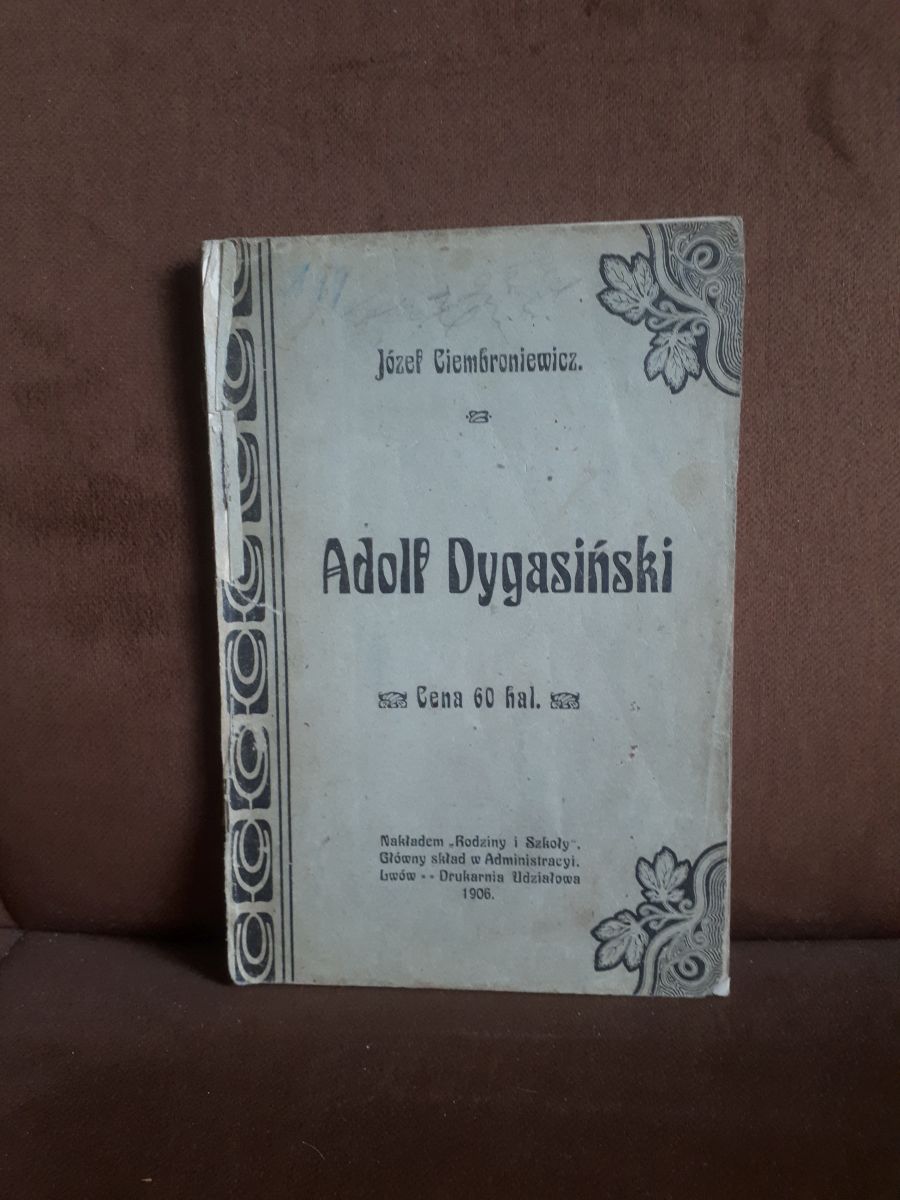 Józef Ciembroniewicz.
Adolf Dygasiński
Cena 60 hal.
Nakładem „Rodziny i Szkoły“.
Główny skład w Administracyi.
Lwów •• Drukarnia Udziałowa
1906.